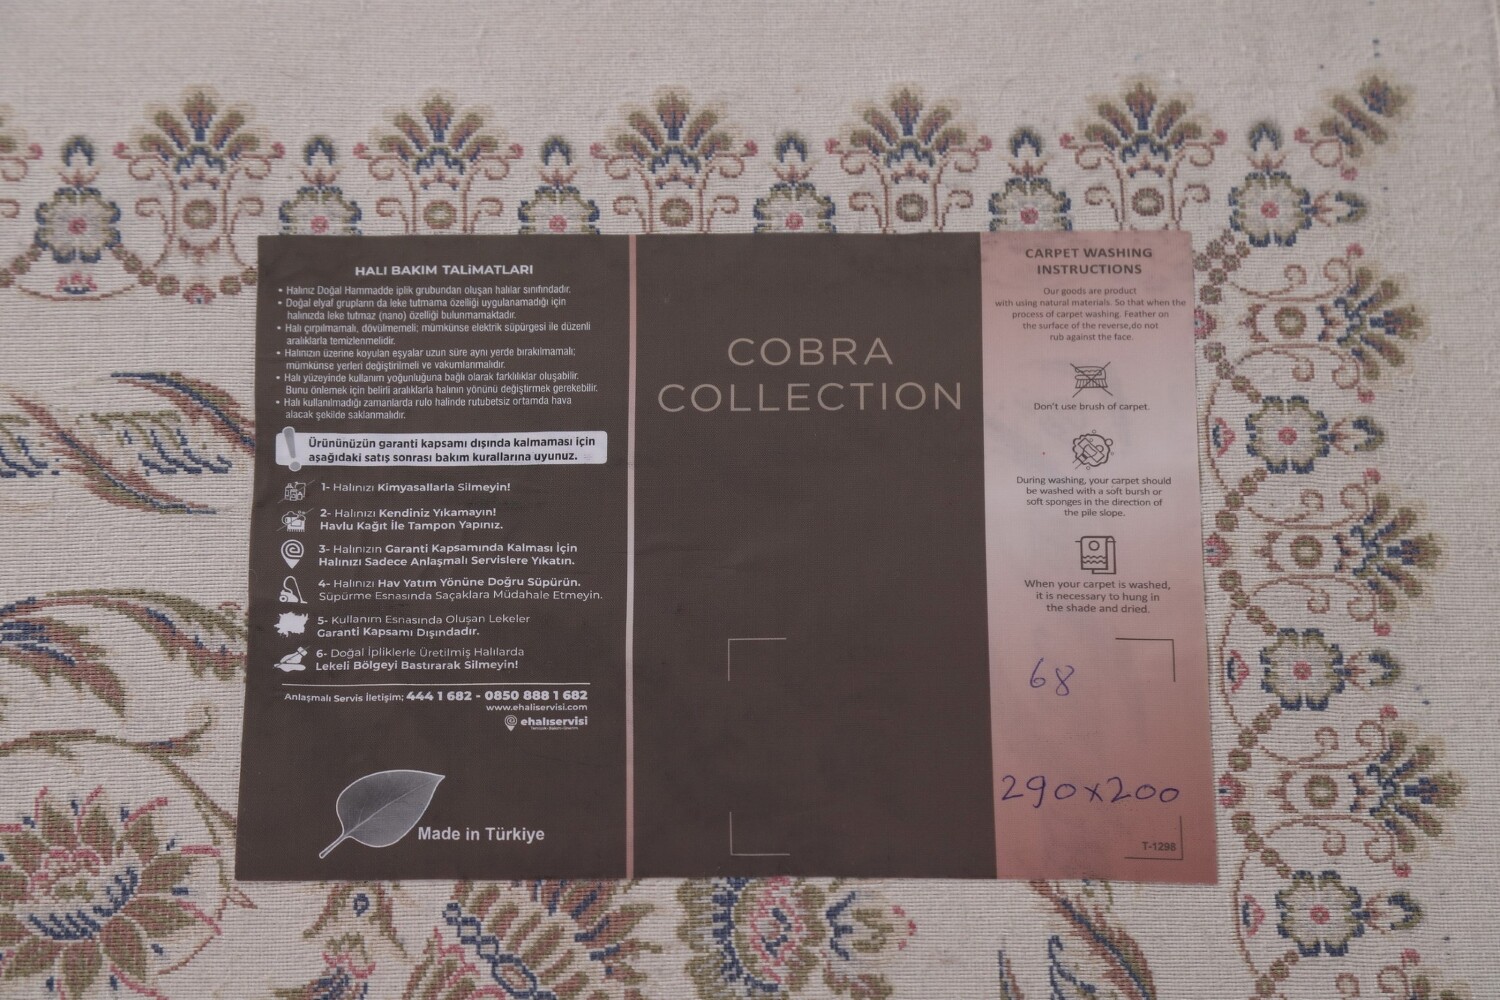 HALI BAKIM TALİMATLARI
• Halınız Doğal Hammadde iplik grubundan oluşan halılar sınıfındadır.
• Doğal elyaf grupların da leke tutmama özelliği uygulanamadığı için
halınızda leke tutmaz (nano) özelliği bulunmamaktadır.
• Halı çırpılmamalı, dövülmemeli; mümkünse elektrik süpürgesi ile düzenli
aralıklarla temizlenmelidir.
• Halınızın üzerine koyulan eşyalar uzun süre aynı yerde bırakılmamalı;
mümkünse yerleri değiştirilmeli ve vakumlanmalıdır.
• Halı yüzeyinde kullanım yoğunluğuna bağlı olarak farklılıklar oluşabilir.
Bunu önlemek için belirli aralıklarla halının yönünü değiştirmek gerekebilir.
• Halı kullanılmadığı zamanlarda rulo halinde rutubetsiz ortamda hava
alacak şekilde saklanmalıdır.
Ürününüzün garanti kapsamı dışında kalmaması için
aşağıdaki satış sonrası bakım kurallarına uyunuz.
1- Halınızı Kimyasallarla Silmeyin!
2- Halınızı Kendiniz Yıkamayın!
Havlu Kağıt İle Tampon Yapınız.
3- Halınızın Garanti Kapsamında Kalması İçin
Halınızı Sadece Anlaşmalı Servislere Yıkatın.
4- Halınızı Hav Yatım Yönüne Doğru Süpürün.
Süpürme Esnasında Saçaklara Müdahale Etmeyin.
5- Kullanım Esnasında Oluşan Lekeler
Garanti Kapsamı Dışındadır.
6- Doğal İpliklerle Üretilmiş Halılarda
Lekeli Bölgeyi Bastırarak Silmeyin!
Anlaşmalı Servis İletişim; 444 1 682 - 0850 888 1 682
www.ehaliservisi.com
ehalıservisi
Made in Türkiye
COBRA
COLLECTION
CARPET WASHING
INSTRUCTIONS
Our goods are product
with using natural materials. So that when the
process of carpet washing. Feather on
the surface of the reverse,do not
rub against the face.
Don't use brush of carpet.
During washing, your carpet should
be washed with a soft bursh or
soft sponges in the direction of
the pile slope.
When your carpet is washed,
it is necessary to hung in
the shade and dried.
68
290x200
T-1298